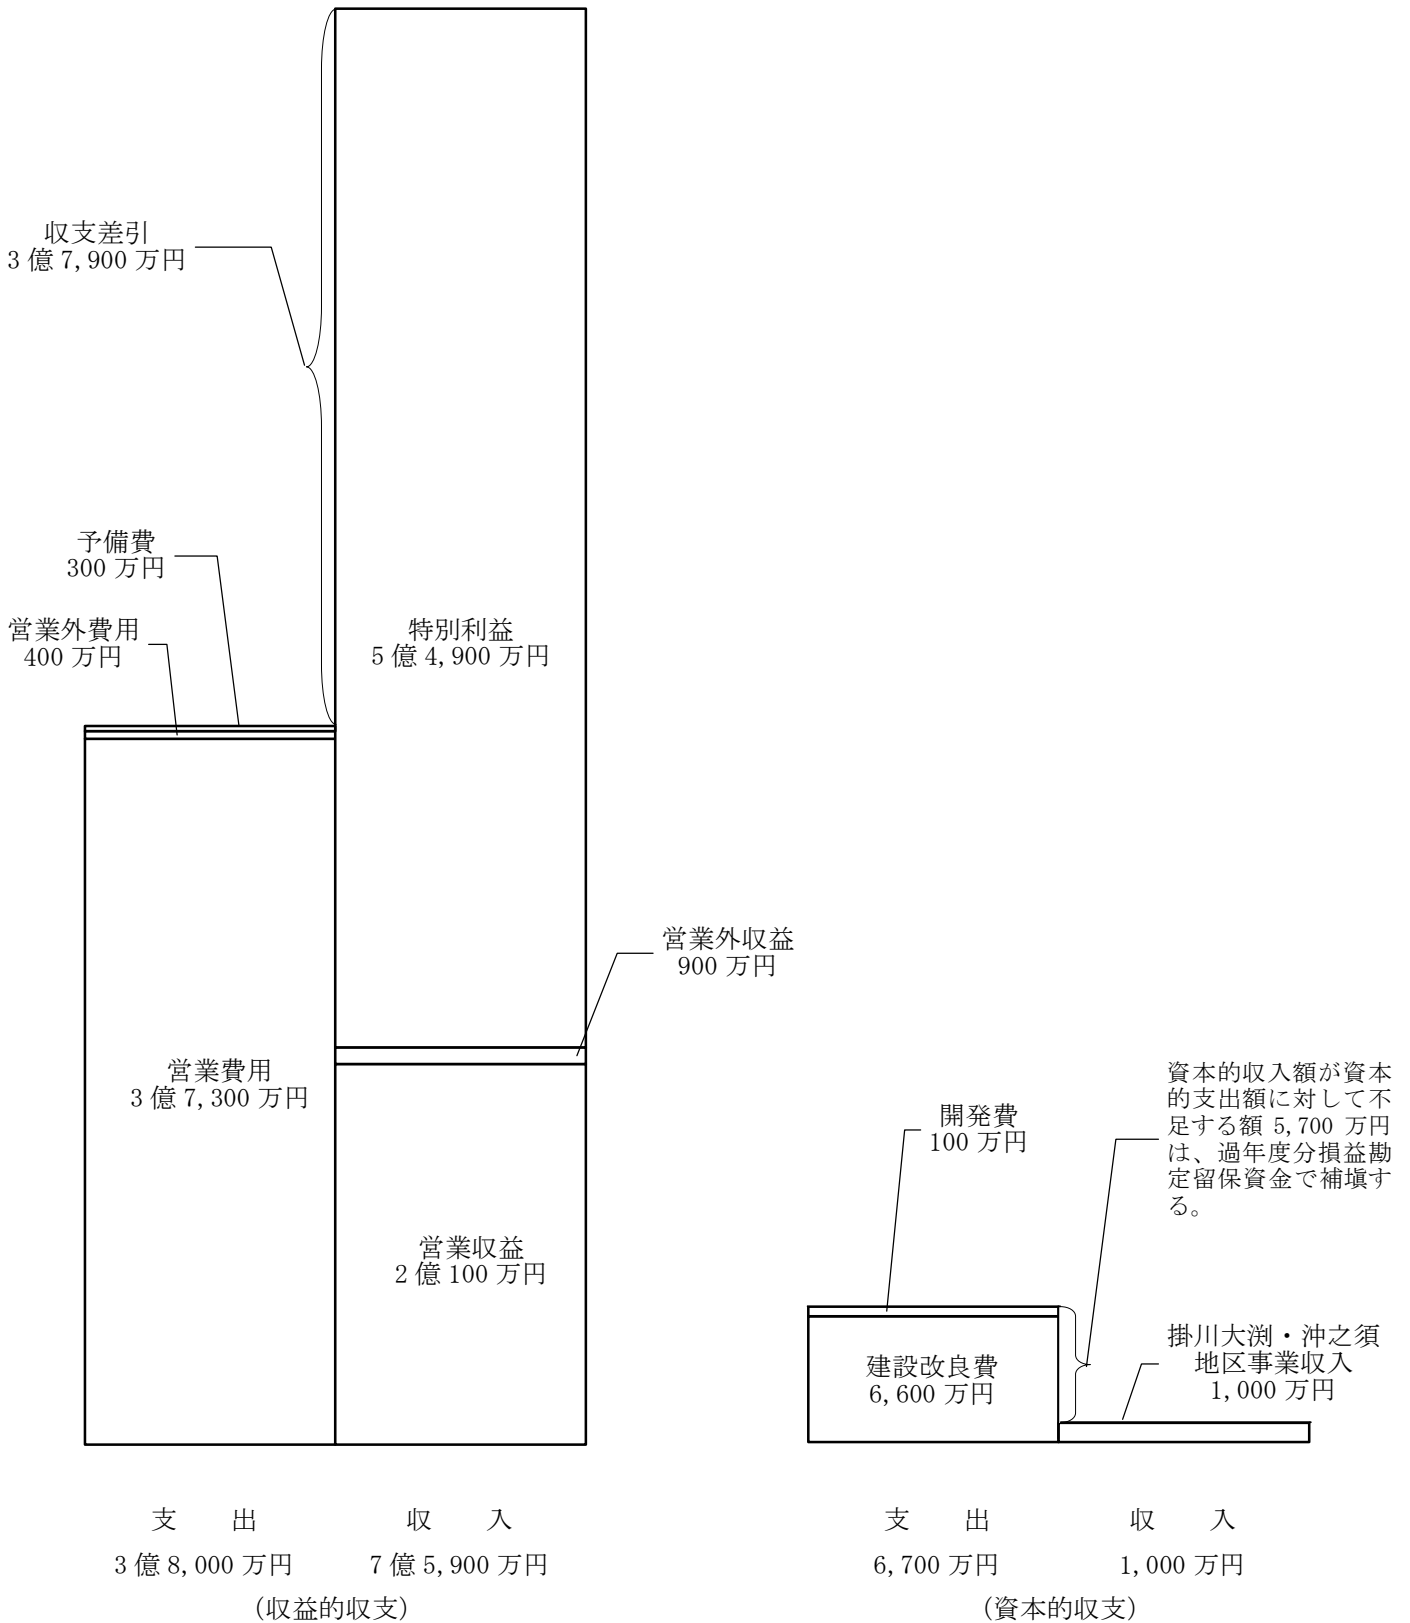 収支差引
3 億 7,900 万円
予備費
300 万円
営業外費用
400 万円
特別利益
5 億 4,900 万円
営業外収益
900 万円
営業費用
3 億 7,300 万円
営業収益
2 億 100 万円
支　出
収　入
3 億 8,000 万円
7 億 5,900 万円
（収益的収支）
開発費
100 万円
資本的収入額が資本
的支出額に対して不
足する額 5,700 万円
は、過年度分損益勘
定留保資金で補塡す
る。
建設改良費
6,600 万円
掛川大渕・沖之須
地区事業収入
1,000 万円
支　出
収　入
6,700 万円
1,000 万円
（資本的収支）